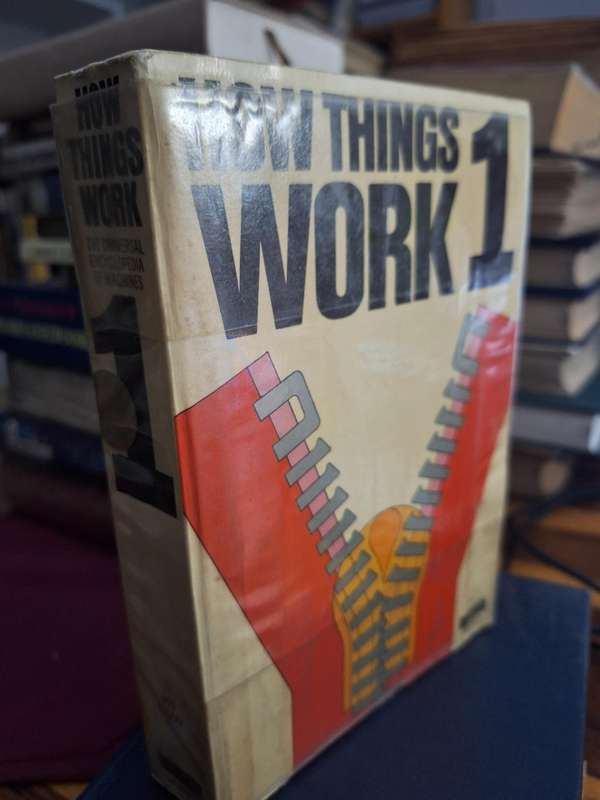 HOW THINGS
WORK 1
HOW
THINGS
WORK
THE UNIVERSAL
ENCYCLOPEDIA
OF MACHINES
1